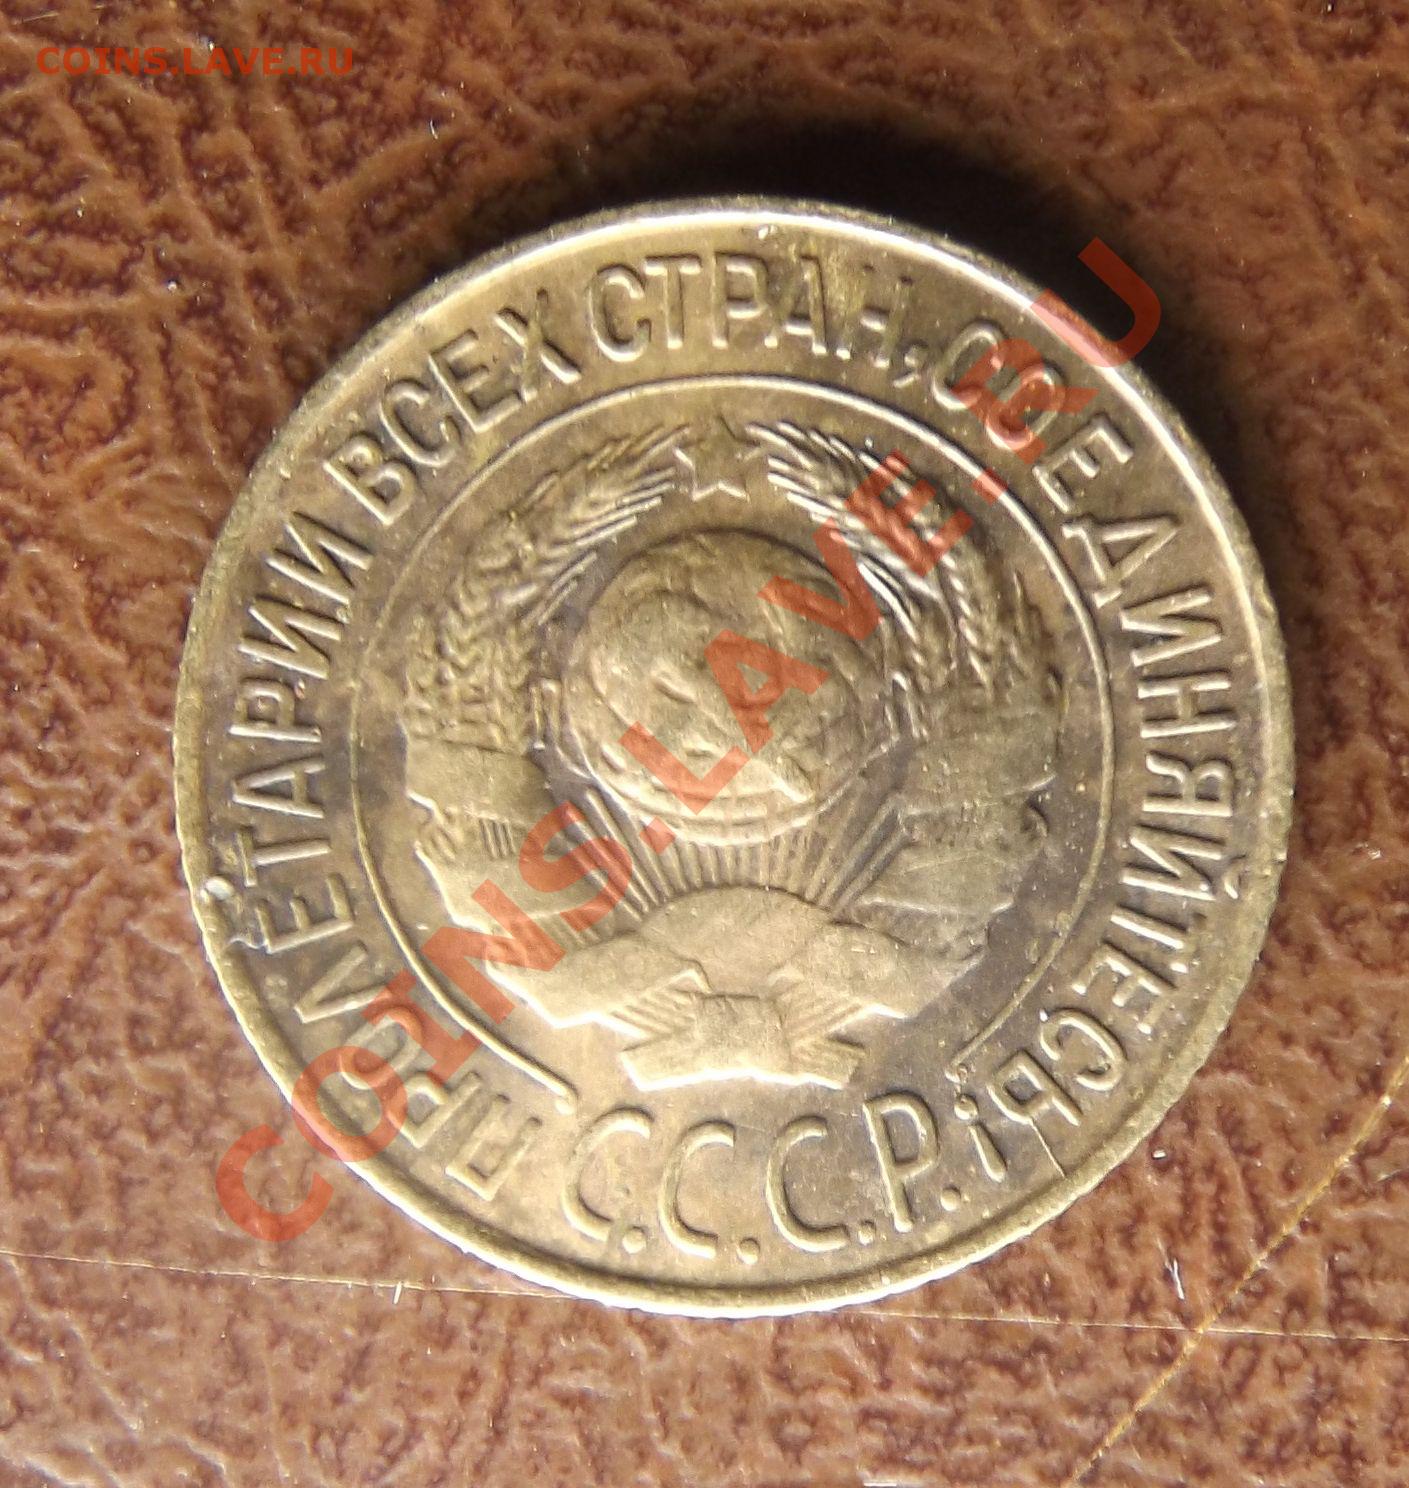 COINS.LAVE.RU
ПРОЛЕТАРИИ ВСЕХ СТРАН, СОЕДИНЯЙТЕСЬ!
С.С.С.Р.
COINS.LAVE.RU